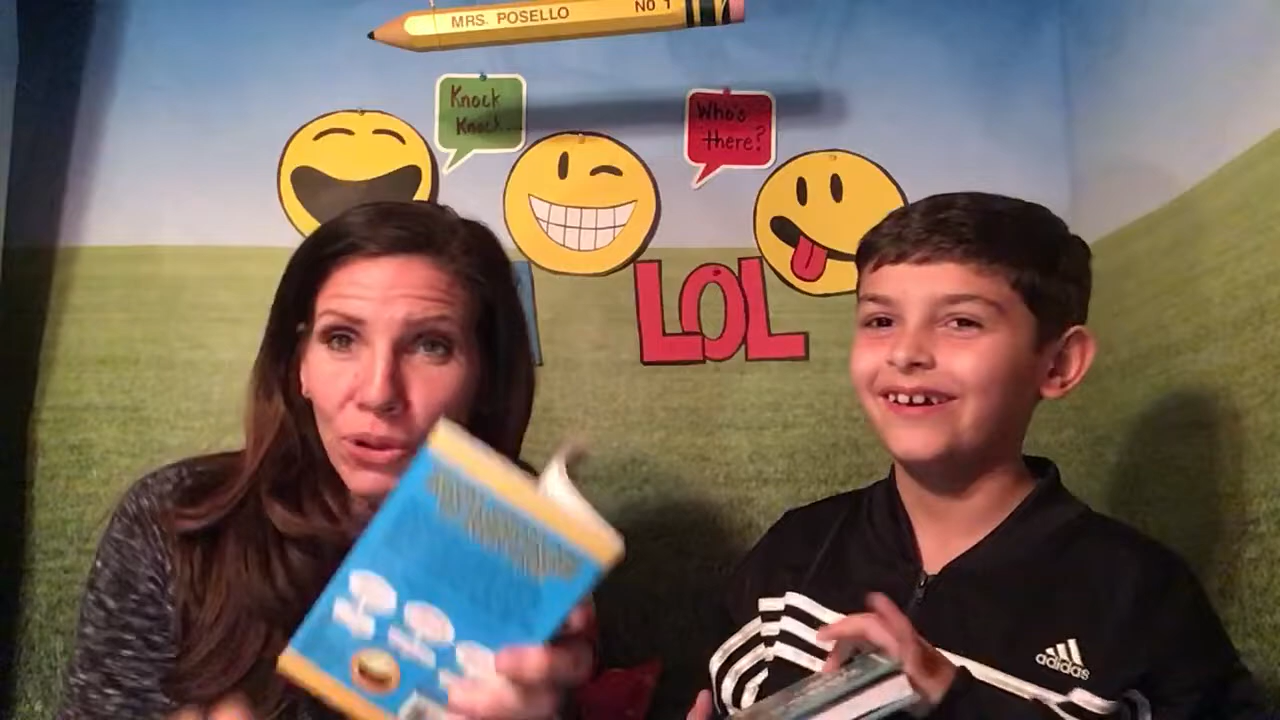 MRS. POSELLO NO 1
Knock
Knock...
Who's
there?
LOL
adidas